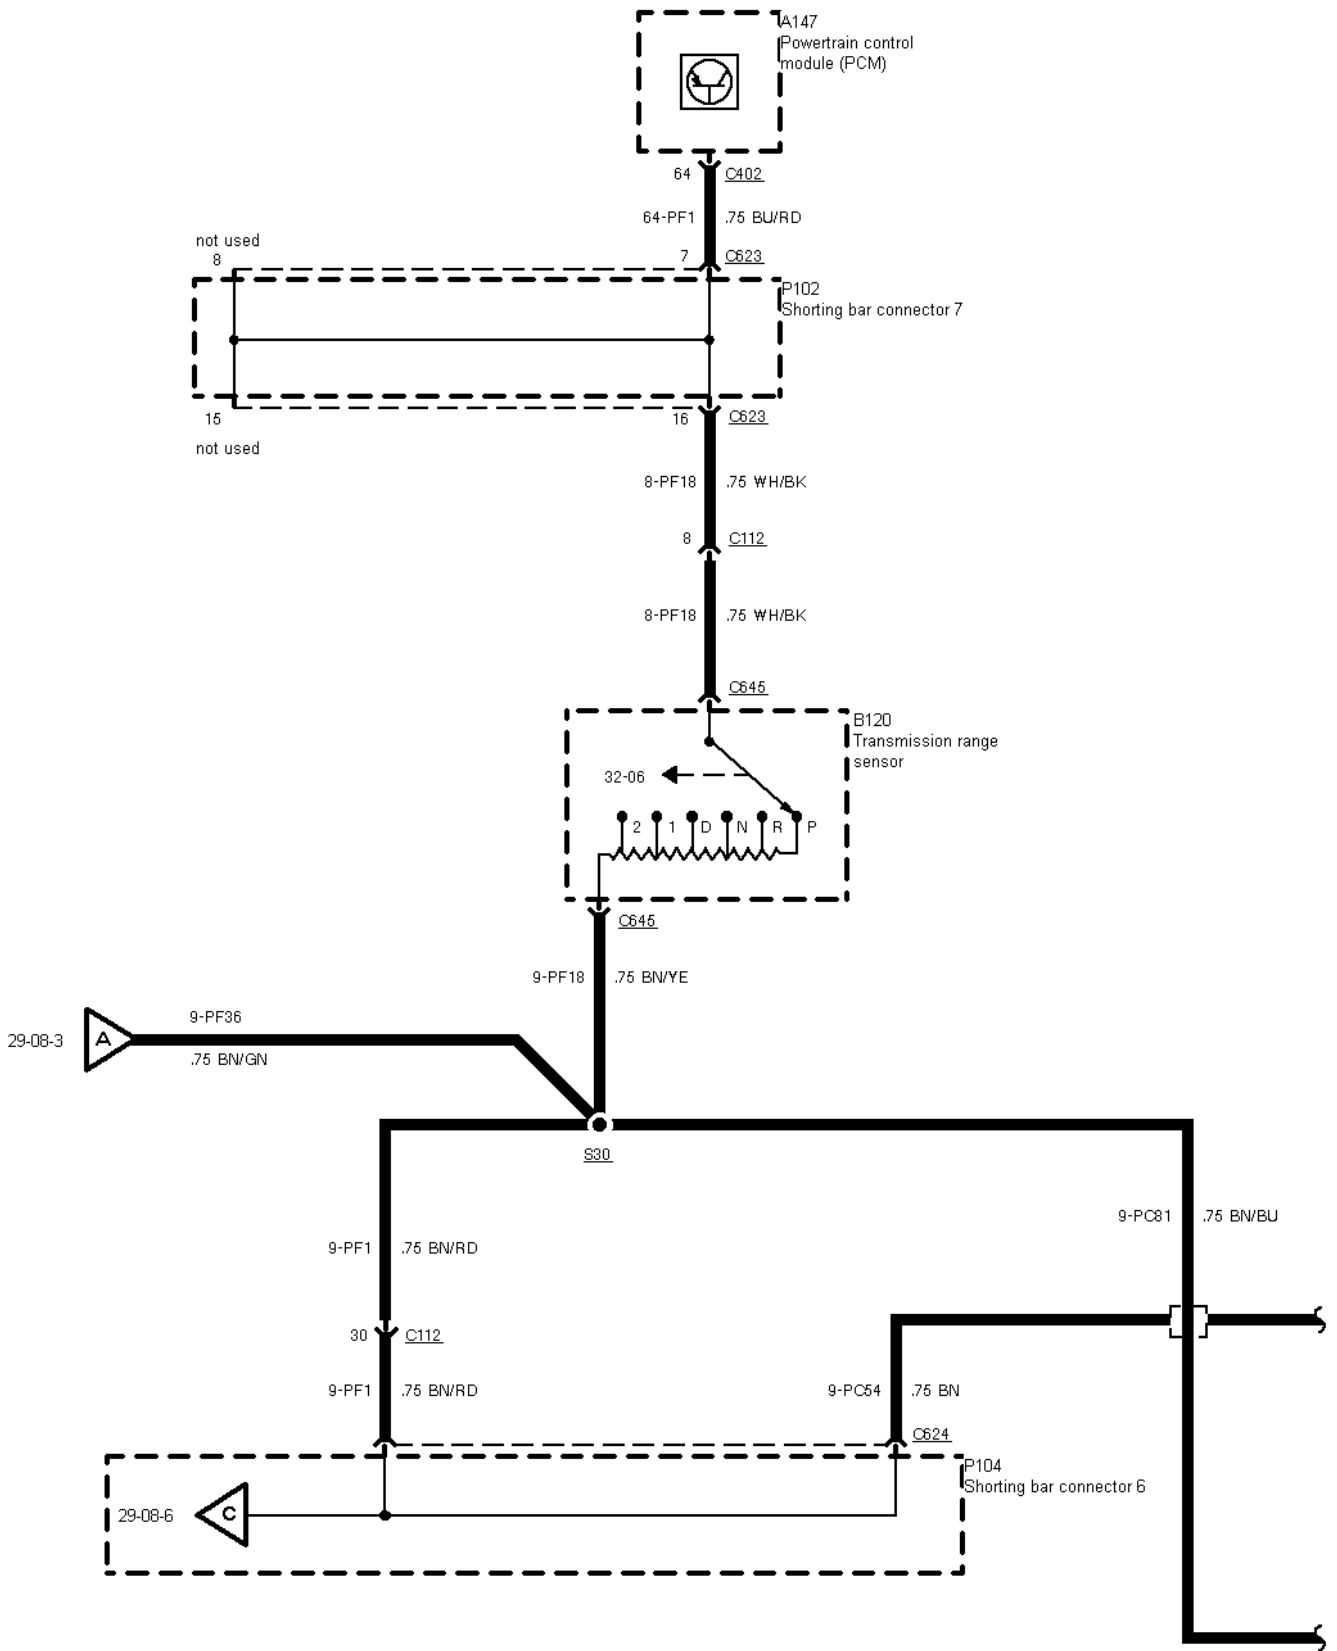 A147
Powertrain control
module (PCM)
64 C402
64-PF1 .75 BU/RD
not used
8 7 C623
P102
Shorting bar connector 7
15 16 C623
not used
8-PF18 .75 WH/BK
8 C112
8-PF18 .75 WH/BK
C645
B120
Transmission range
sensor
32-06
2 1 D N R P
C645
9-PF18 .75 BN/YE
9-PF36
29-08-3 A
.75 BN/GN
S30
9-PC81 .75 BN/BU
9-PF1 .75 BN/RD
30 C112
9-PF1 .75 BN/RD
9-PC54 .75 BN
C624
P104
Shorting bar connector 6
29-08-6 C